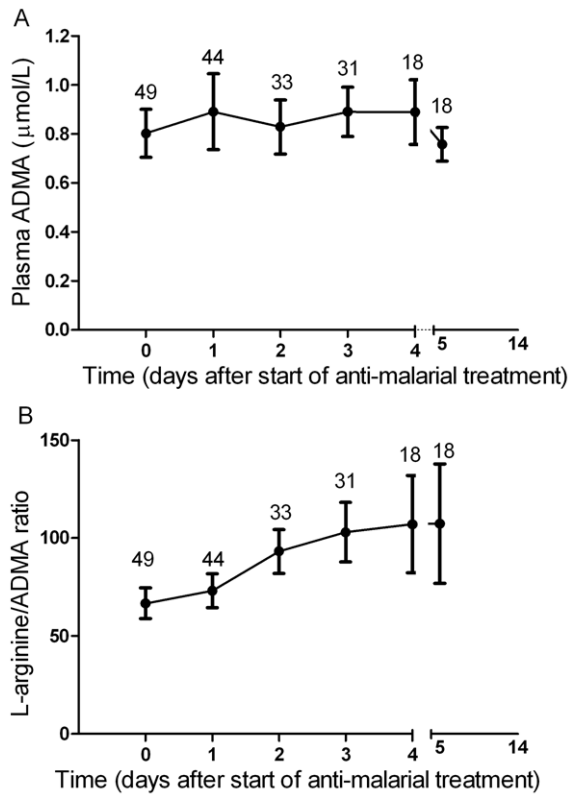 A
1.2
1.0
0.8
0.6
0.4
0.2
0.0
Plasma ADMA (μmol/L)
49
44
33
31
18
18
0 1 2 3 4 5 14
Time (days after start of anti-malarial treatment)
B
150
100
50
0
L-arginine/ADMA ratio
49
44
33
31
18
18
0 1 2 3 4 5 14
Time (days after start of anti-malarial treatment)